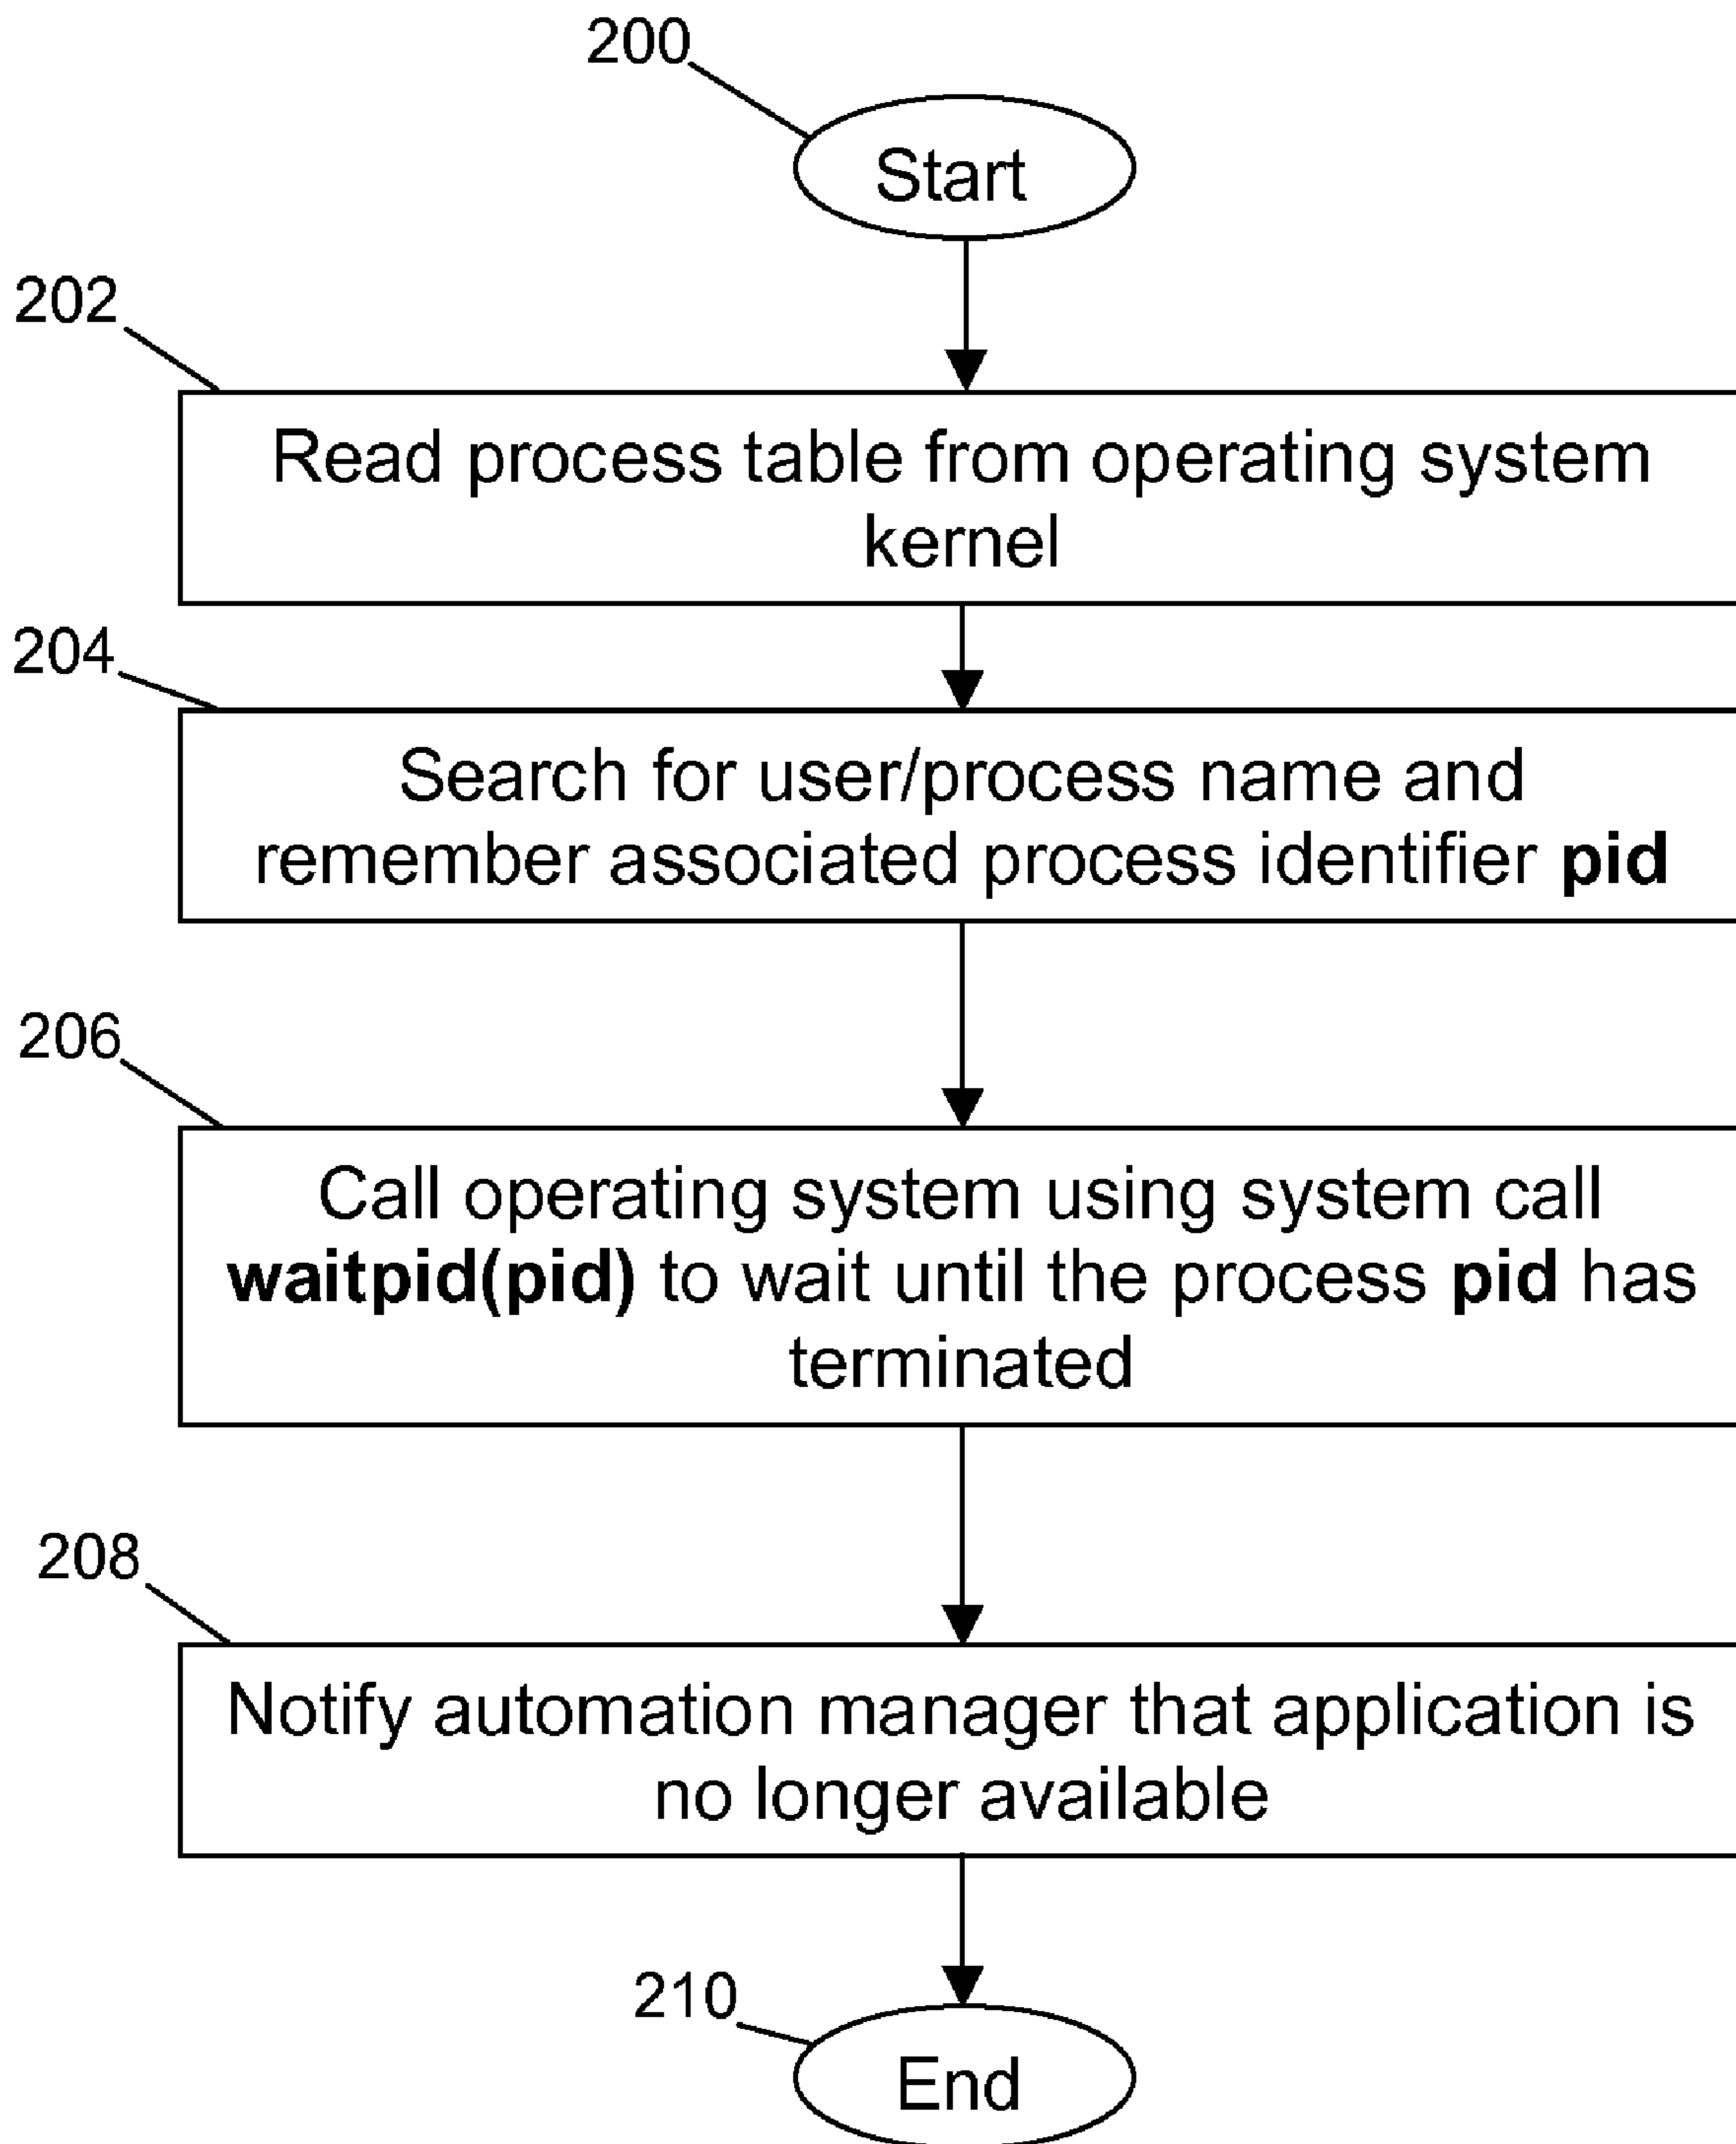 200
Start
202
Read process table from operating system
kernel
204
Search for user/process name and
remember associated process identifier pid
206
Call operating system using system call
waitpid(pid) to wait until the process pid has
terminated
208
Notify automation manager that application is
no longer available
210
End